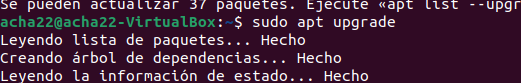 Se pueden actualizar 37 paquetes. Ejecute «apt list --upgr
acha22@acha22-VirtualBox:~$ sudo apt upgrade
Leyendo lista de paquetes... Hecho
Creando árbol de dependencias... Hecho
Leyendo la información de estado... Hecho